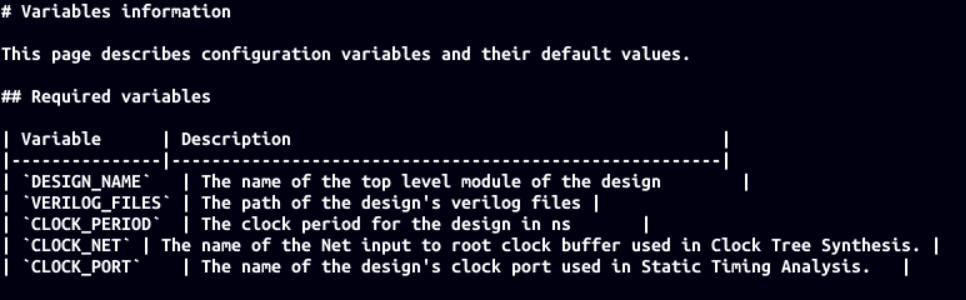 # Variables information
This page describes configuration variables and their default values.
## Required variables
| Variable      | Description                                           |
|---------------|-------------------------------------------------------|
| `DESIGN_NAME`   | The name of the top level module of the design        |
| `VERILOG_FILES` | The path of the design's verilog files |
| `CLOCK_PERIOD`  | The clock period for the design in ns       |
| `CLOCK_NET` | The name of the Net input to root clock buffer used in Clock Tree Synthesis. |
| `CLOCK_PORT`    | The name of the design's clock port used in Static Timing Analysis.   |